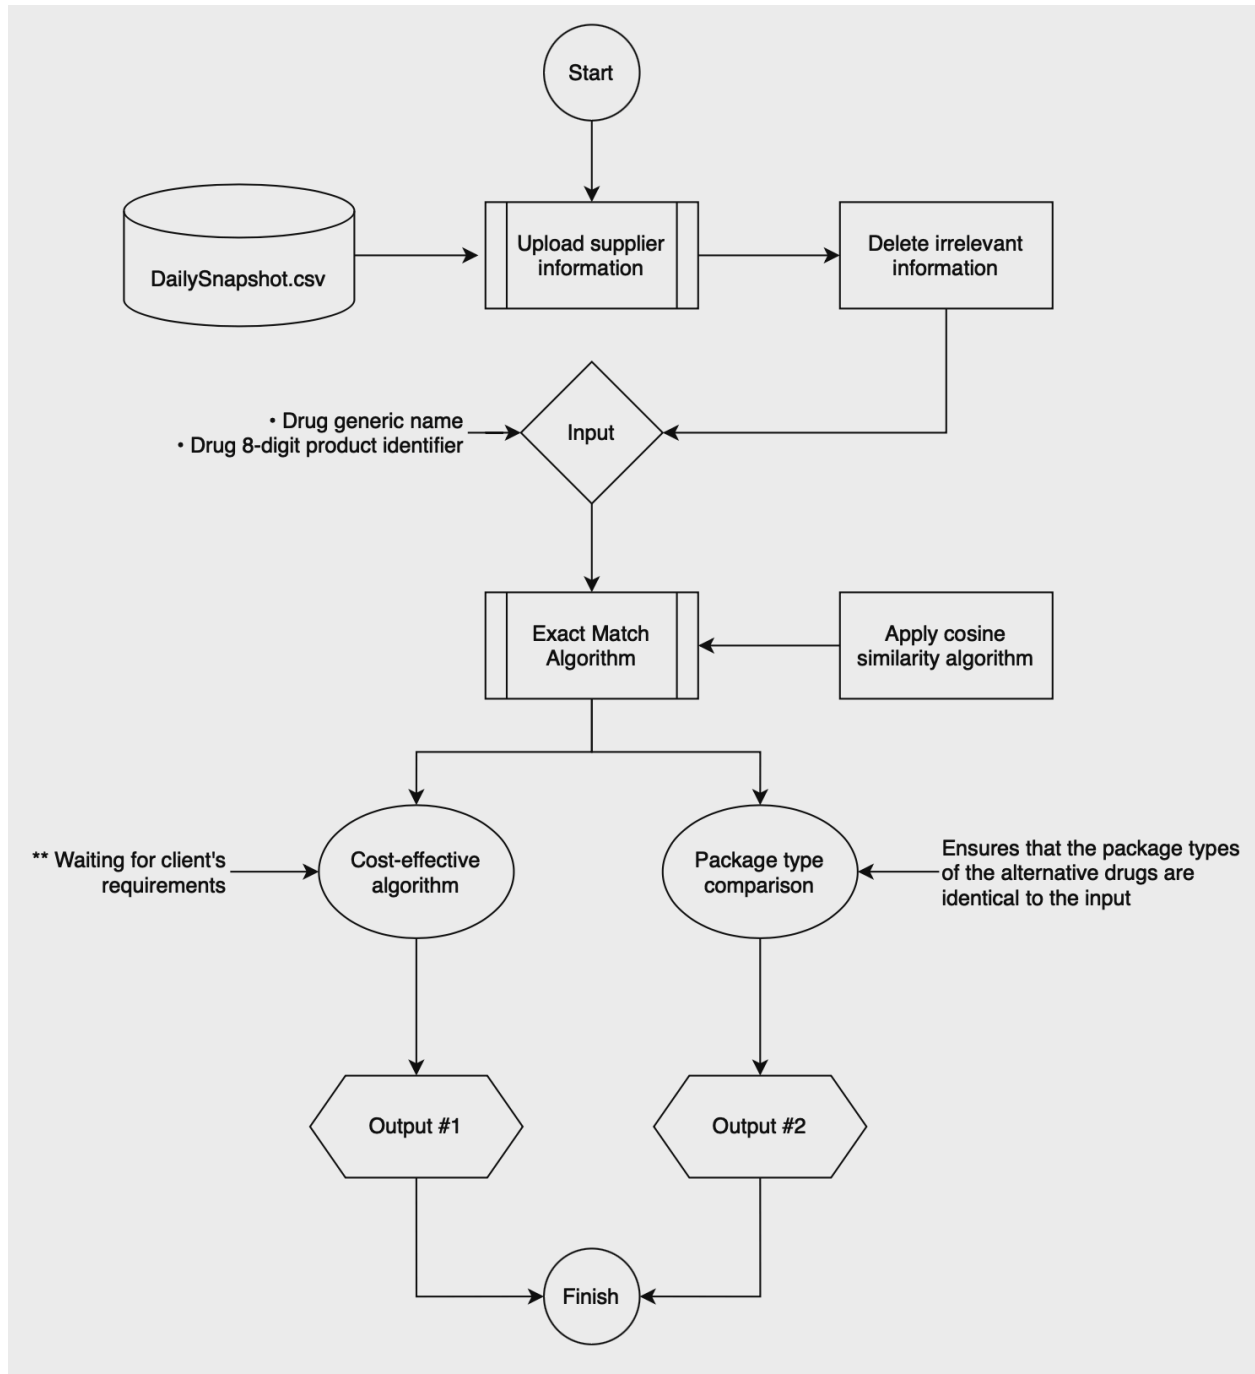 Start
DailySnapshot.csv
Upload supplier
information
Delete irrelevant
information
• Drug generic name
• Drug 8-digit product identifier
Input
Exact Match
Algorithm
Apply cosine
similarity algorithm
** Waiting for client's
requirements
Cost-effective
algorithm
Package type
comparison
Ensures that the package types
of the alternative drugs are
identical to the input
Output #1
Output #2
Finish